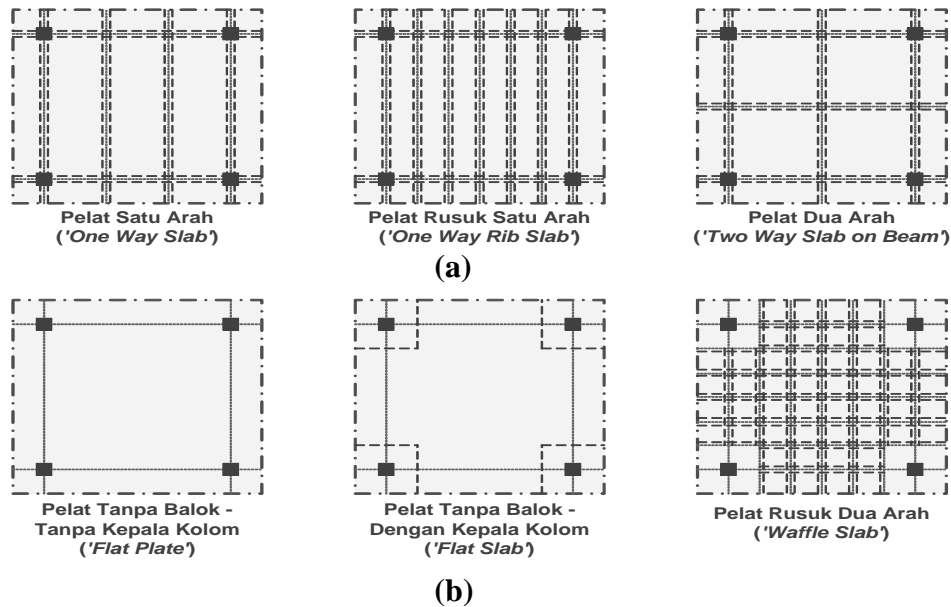 Pelat Satu Arah
('One Way Slab')
Pelat Rusuk Satu Arah
('One Way Rib Slab')
Pelat Dua Arah
('Two Way Slab on Beam')
(a)
Pelat Tanpa Balok -
Tanpa Kepala Kolom
('Flat Plate')
Pelat Tanpa Balok -
Dengan Kepala Kolom
('Flat Slab')
Pelat Rusuk Dua Arah
('Waffle Slab')
(b)